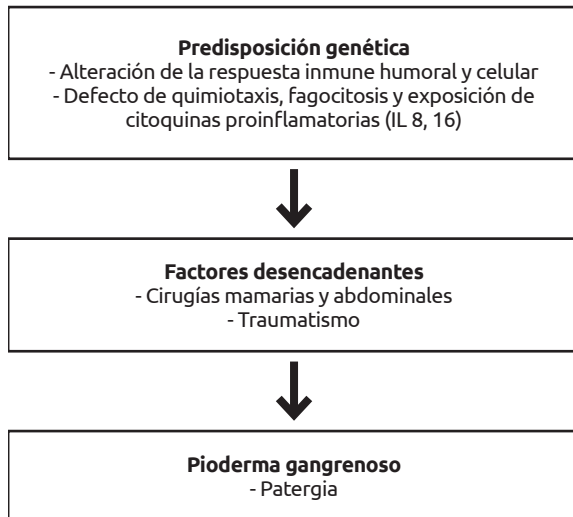 Predisposición genética
- Alteración de la respuesta inmune humoral y celular
- Defecto de quimiotaxis, fagocitosis y exposición de
citoquinas proinflamatorias (IL 8, 16)
Factores desencadenantes
- Cirugías mamarias y abdominales
- Traumatismo
Pioderma gangrenoso
- Patergia